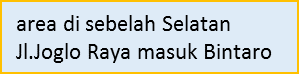 area di sebelah Selatan
Jl.Joglo Raya masuk Bintaro